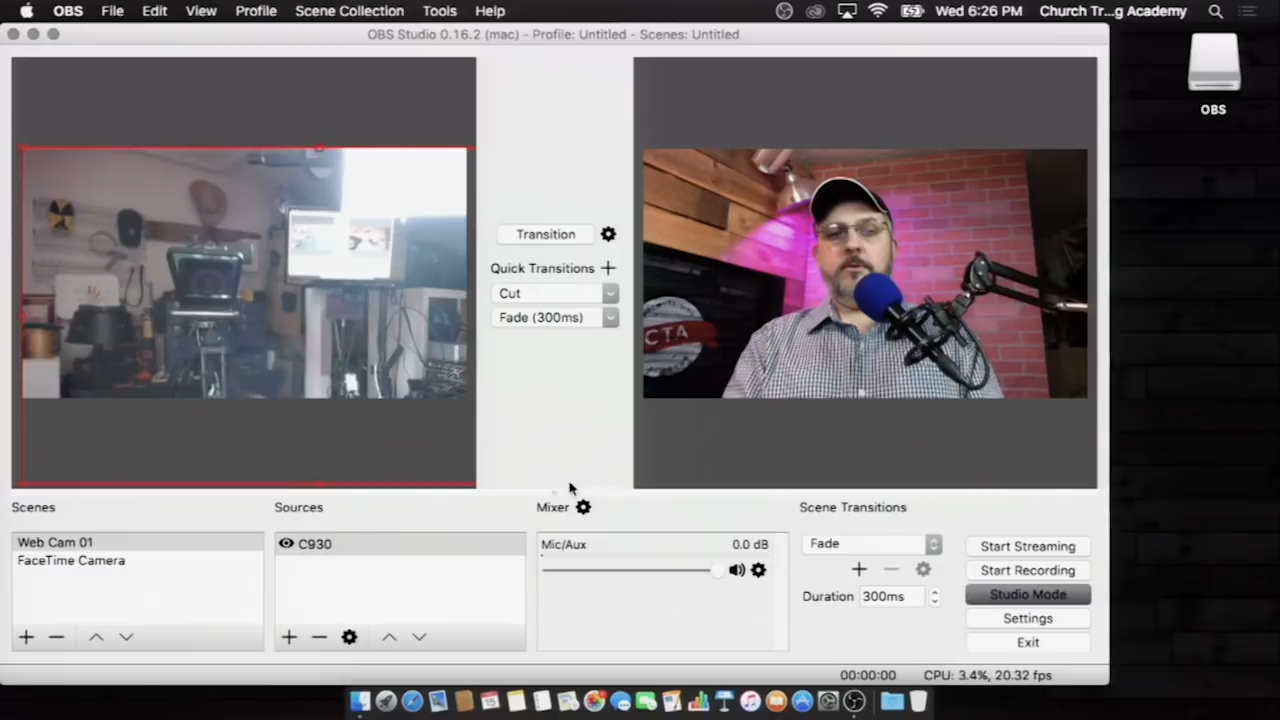 OBS File Edit View Profile Scene Collection Tools Help Wed 6:26 PM Church Tr...g Academy
OBS Studio 0.16.2 (mac) - Profile: Untitled - Scenes: Untitled
OBS
CTA
Transition
Quick Transitions
Cut
Fade (300ms)
Scenes
Web Cam 01
FaceTime Camera
Sources
C930
Mixer
Mic/Aux 0.0 dB
Scene Transitions
Fade
Duration 300ms
Start Streaming
Start Recording
Studio Mode
Settings
Exit
00:00:00 CPU: 3.4%, 20.32 fps
15